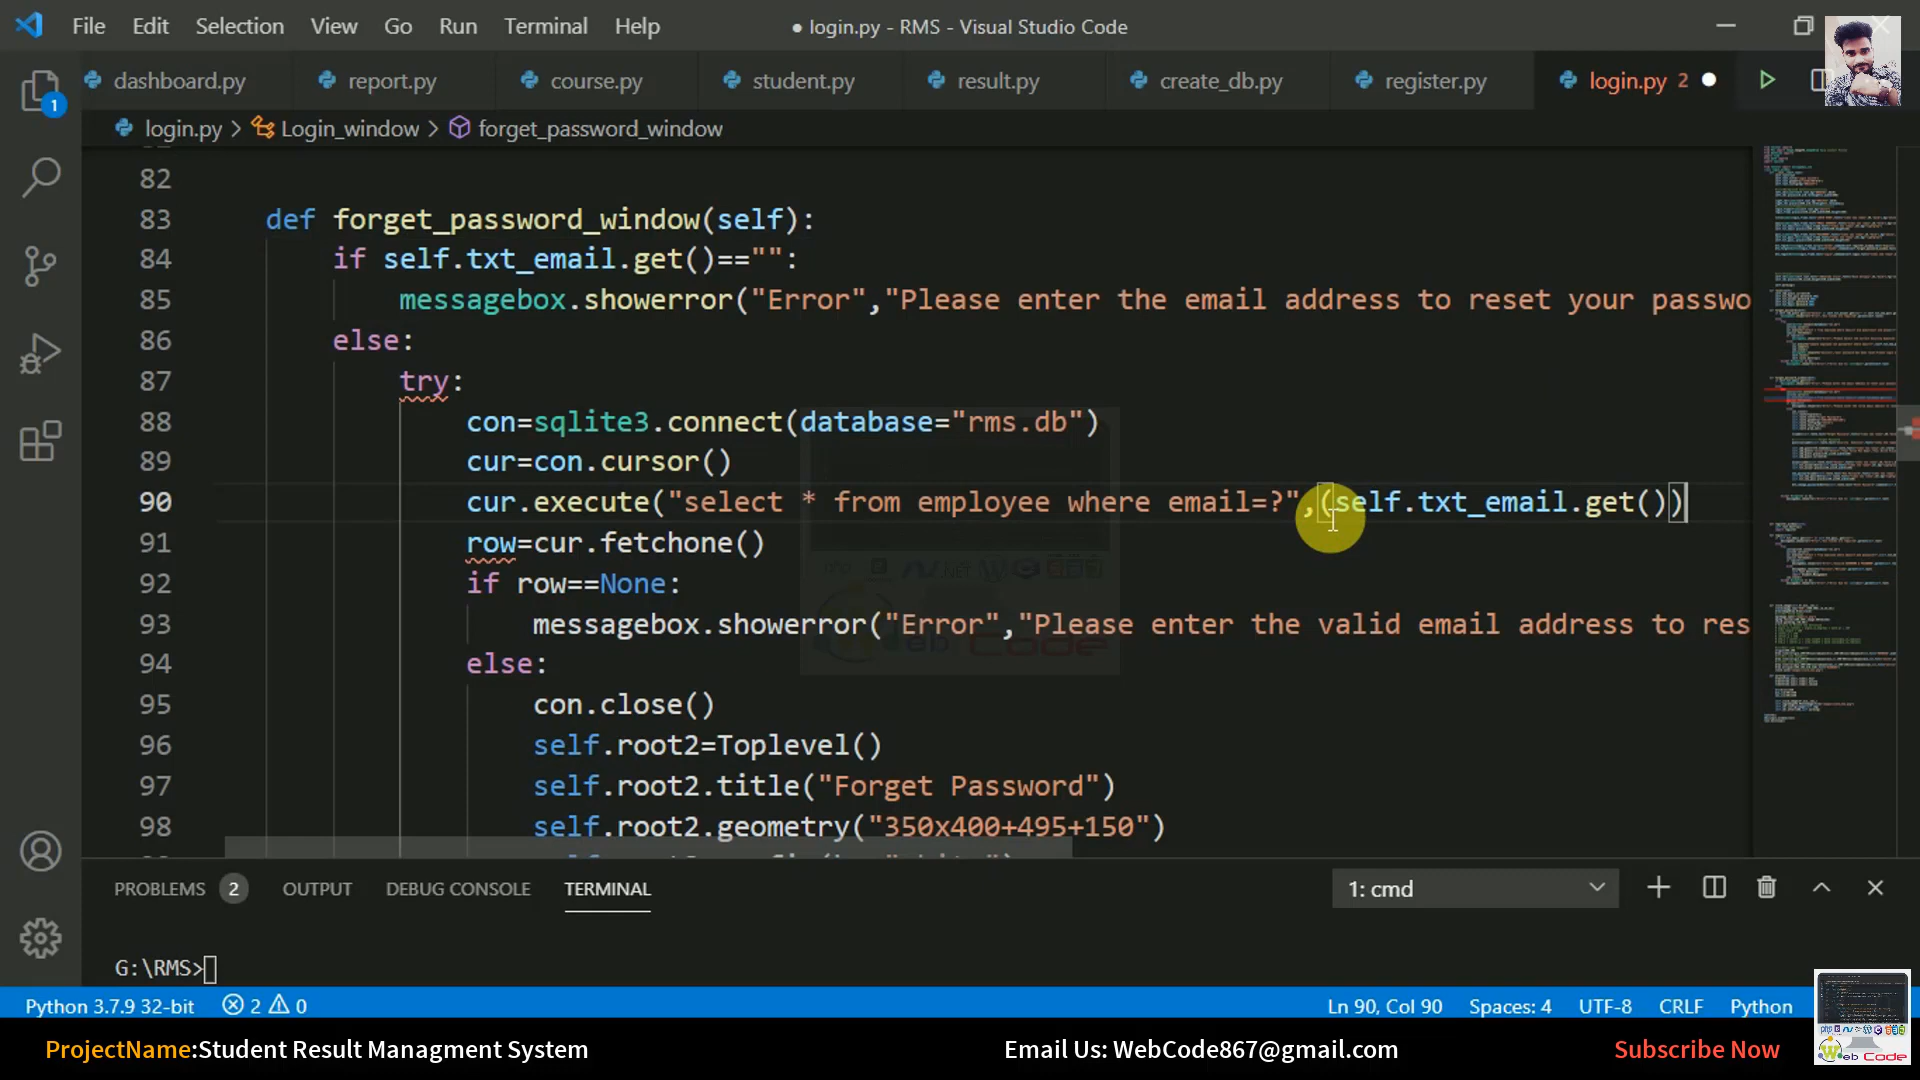 File Edit Selection View Go Run Terminal Help
● login.py - RMS - Visual Studio Code
dashboard.py report.py course.py student.py result.py create_db.py register.py login.py 2
login.py > Login_window > forget_password_window
1
82
83 def forget_password_window(self):
84 if self.txt_email.get()=="":
85 messagebox.showerror("Error","Please enter the email address to reset your passwo
86 else:
87 try:
88 con=sqlite3.connect(database="rms.db")
89 cur=con.cursor()
90 cur.execute("select * from employee where email=?",(self.txt_email.get())
91 row=cur.fetchone()
92 if row==None:
93 messagebox.showerror("Error","Please enter the valid email address to res
94 else:
95 con.close()
96 self.root2=Toplevel()
97 self.root2.title("Forget Password")
98 self.root2.geometry("350x400+495+150")
PROBLEMS 2 OUTPUT DEBUG CONSOLE TERMINAL
1: cmd
G:\RMS>
Python 3.7.9 32-bit 2 0
Ln 90, Col 90 Spaces: 4 UTF-8 CRLF Python
ProjectName:Student Result Managment System
Email Us: WebCode867@gmail.com
Subscribe Now
Web Code